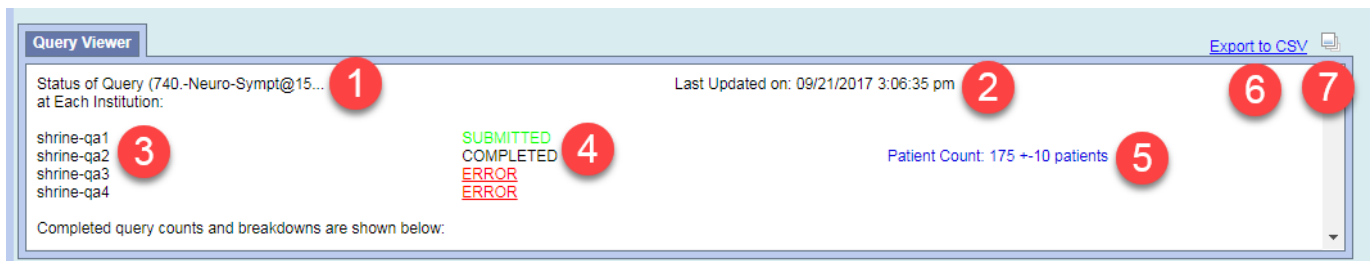 Query Viewer
Export to CSV
6
7
Status of Query (740.-Neuro-Sympt@15...
at Each Institution:
1
Last Updated on: 09/21/2017 3:06:35 pm
2
shrine-qa1 SUBMITTED
shrine-qa2 COMPLETED Patient Count: 175 +-10 patients
shrine-qa3 ERROR
shrine-qa4 ERROR
3
4
5
Completed query counts and breakdowns are shown below: